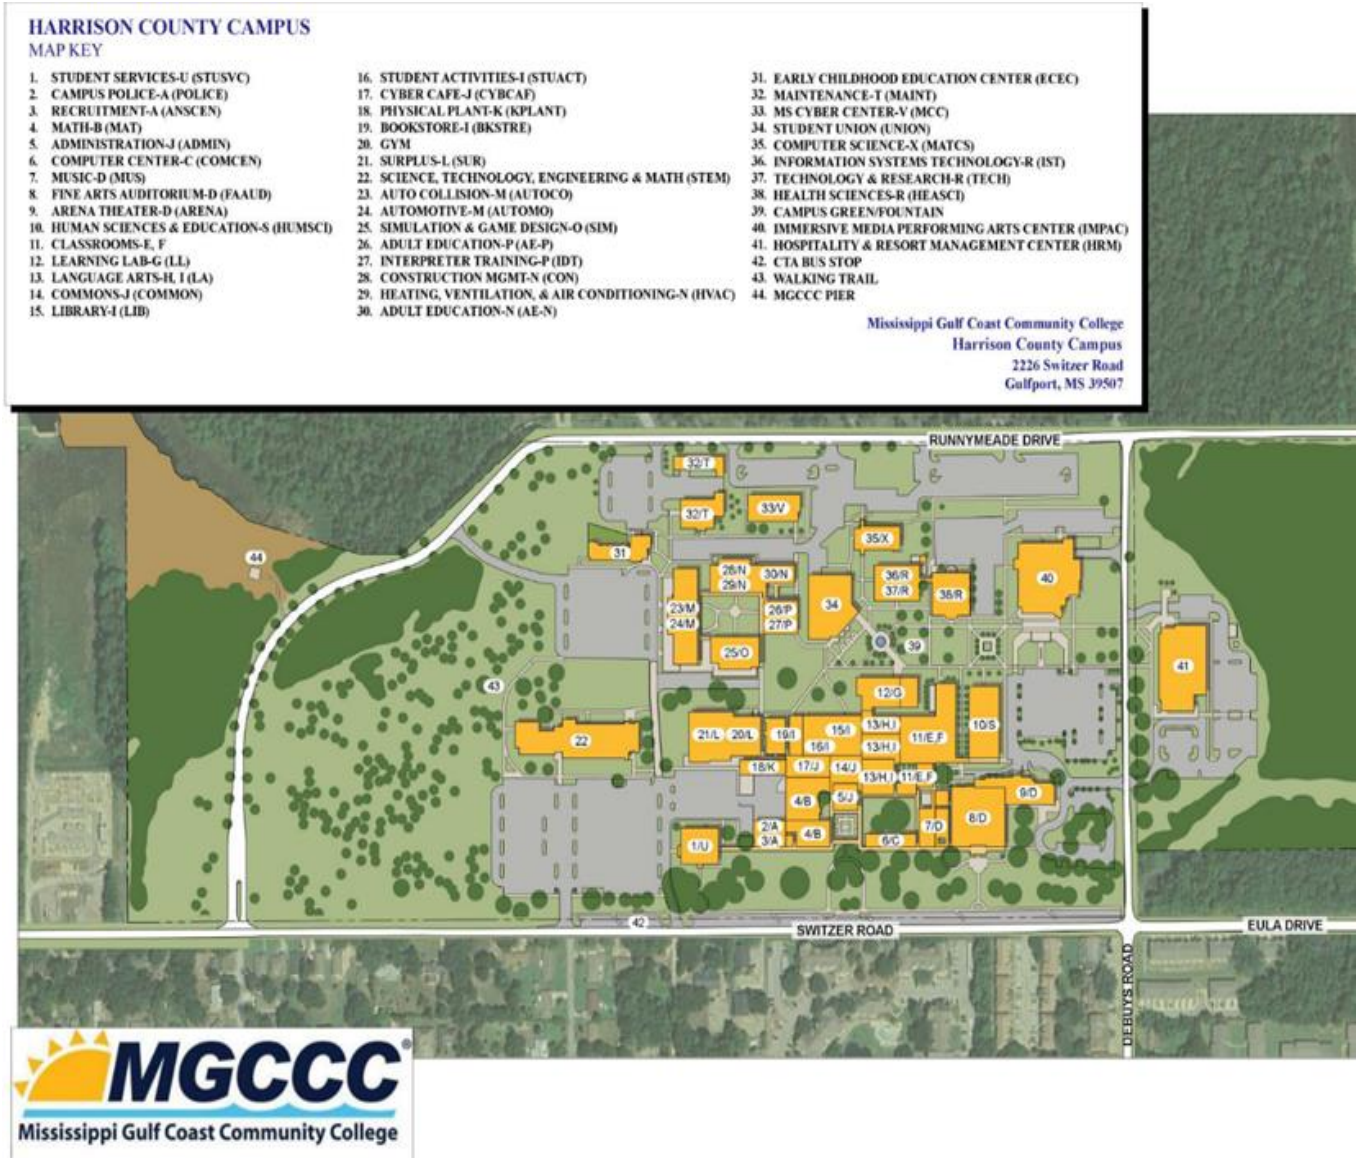 HARRISON COUNTY CAMPUS
MAP KEY
1. STUDENT SERVICES-U (STUSVC)
2. CAMPUS POLICE-A (POLICE)
3. RECRUITMENT-A (ANSCEN)
4. MATH-B (MAT)
5. ADMINISTRATION-J (ADMIN)
6. COMPUTER CENTER-C (COMCEN)
7. MUSIC-D (MUS)
8. FINE ARTS AUDITORIUM-D (FAAUD)
9. ARENA THEATER-D (ARENA)
10. HUMAN SCIENCES & EDUCATION-S (HUMSCI)
11. CLASSROOMS-E, F
12. LEARNING LAB-G (LL)
13. LANGUAGE ARTS-H, I (LA)
14. COMMONS-J (COMMON)
15. LIBRARY-I (LIB)
16. STUDENT ACTIVITIES-I (STUACT)
17. CYBER CAFE-J (CYBCAF)
18. PHYSICAL PLANT-K (KPLANT)
19. BOOKSTORE-I (BKSTRE)
20. GYM
21. SURPLUS-L (SUR)
22. SCIENCE, TECHNOLOGY, ENGINEERING & MATH (STEM)
23. AUTO COLLISION-M (AUTOCO)
24. AUTOMOTIVE-M (AUTOMO)
25. SIMULATION & GAME DESIGN-O (SIM)
26. ADULT EDUCATION-P (AE-P)
27. INTERPRETER TRAINING-P (IDT)
28. CONSTRUCTION MGMT-N (CON)
29. HEATING, VENTILATION, & AIR CONDITIONING-N (HVAC)
30. ADULT EDUCATION-N (AE-N)
31. EARLY CHILDHOOD EDUCATION CENTER (ECEC)
32. MAINTENANCE-T (MAINT)
33. MS CYBER CENTER-V (MCC)
34. STUDENT UNION (UNION)
35. COMPUTER SCIENCE-X (MATCS)
36. INFORMATION SYSTEMS TECHNOLOGY-R (IST)
37. TECHNOLOGY & RESEARCH-R (TECH)
38. HEALTH SCIENCES-R (HEASCI)
39. CAMPUS GREEN/FOUNTAIN
40. IMMERSIVE MEDIA PERFORMING ARTS CENTER (IMPAC)
41. HOSPITALITY & RESORT MANAGEMENT CENTER (HRM)
42. CTA BUS STOP
43. WALKING TRAIL
44. MGCCC PIER
Mississippi Gulf Coast Community College
Harrison County Campus
2226 Switzer Road
Gulfport, MS 39507
RUNNYMEADE DRIVE
32/T
32/T
33/V
35/X
31
44
28/N
29/N
30/N
36/R
37/R
38/R
40
23/M
24/M
26/P
27/P
34
25/O
39
41
43
12/G
22
21/L
20/L
19/I
15/I
16/I
13/H,I
13/H,I
11/E,F
10/S
18/K
17/J
14/J
13/H,I
11/E,F
4/B
5/J
9/D
8/D
7/D
2/A
3/A
4/B
6/C
1/U
42
SWITZER ROAD
EULA DRIVE
DEBUYS ROAD
MGCCC®
Mississippi Gulf Coast Community College